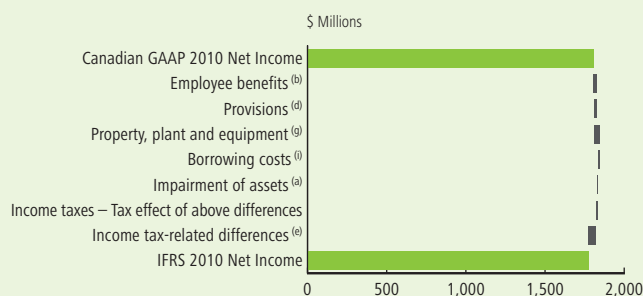 $ Millions
Canadian GAAP 2010 Net Income
Employee benefits (b)
Provisions (d)
Property, plant and equipment (g)
Borrowing costs (i)
Impairment of assets (a)
Income taxes – Tax effect of above differences
Income tax-related differences (e)
IFRS 2010 Net Income
0 500 1,000 1,500 2,000